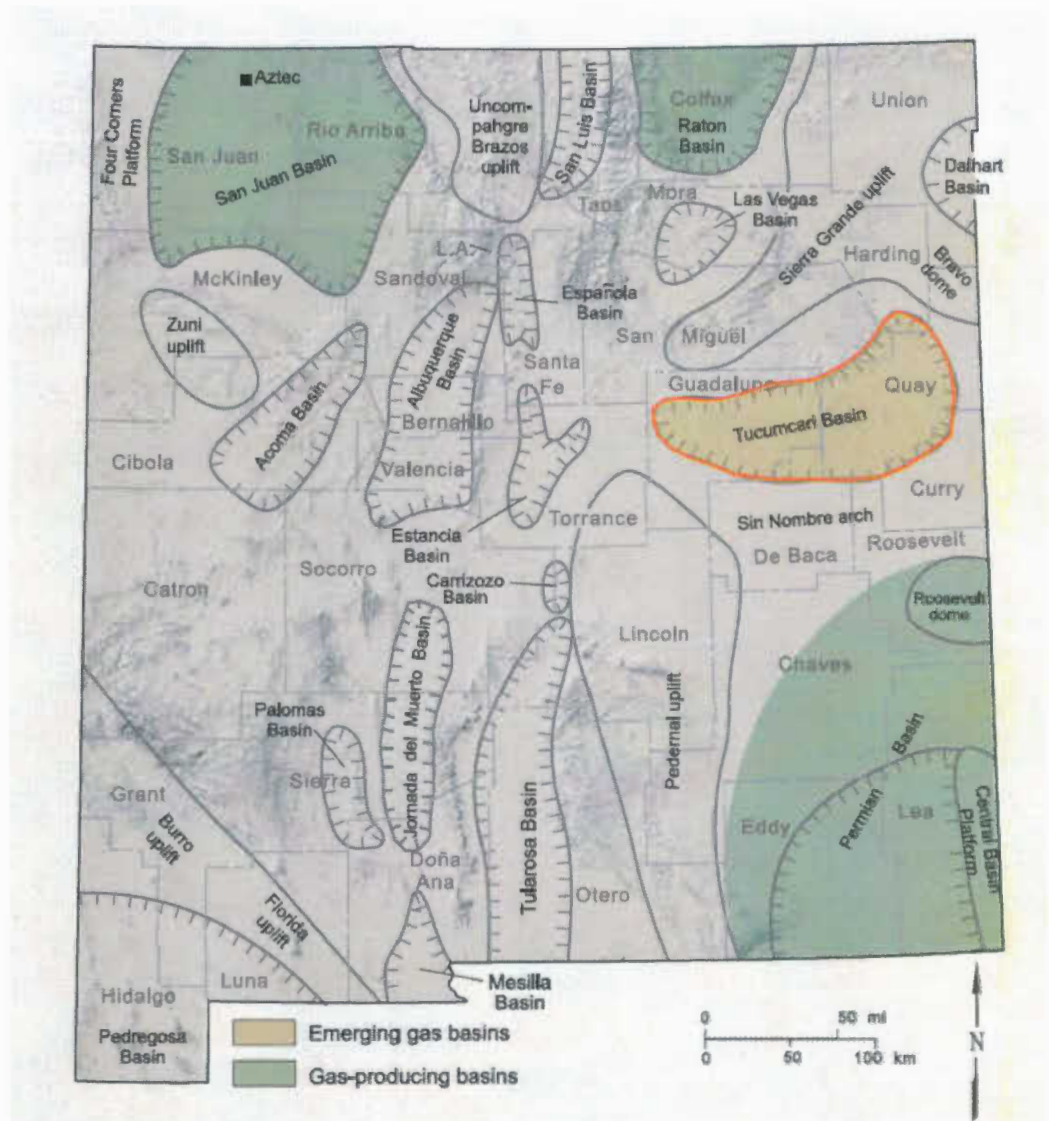 Four Corners
Platform
Aztec
San Juan
Rio Arriba
San Juan Basin
Uncom-
pahgre
Brazos
uplift
San Luis Basin
Taos
Colfax
Raton
Basin
Union
Dalhart
Basin
Mora
Las Vegas
Basin
Sierra Grande uplift
Harding
Bravo
dome
L.A.
McKinley
Sandoval
Española
Basin
San
Miguel
Zuni
uplift
Albuquerque
Basin
Santa
Fe
Guadalupe
Quay
Tucumcari Basin
Acoma Basin
Bernalillo
Cibola
Valencia
Curry
Estancia
Basin
Torrance
Sin Nombre arch
De Baca
Roosevelt
Socorro
Carrizozo
Basin
Catron
Roosevelt
dome
Lincoln
Chaves
Jornada del Muerto Basin
Pedernal uplift
Palomas
Basin
Sierra
Tularosa Basin
Permian Basin
Grant
Burro
uplift
Eddy
Lea
Central Basin
Platform
Doña
Ana
Otero
Florida
uplift
Luna
Mesilla
Basin
Hidalgo
Pedregosa
Basin
Emerging gas basins
Gas-producing basins
0 50 mi
0 50 100 km
N